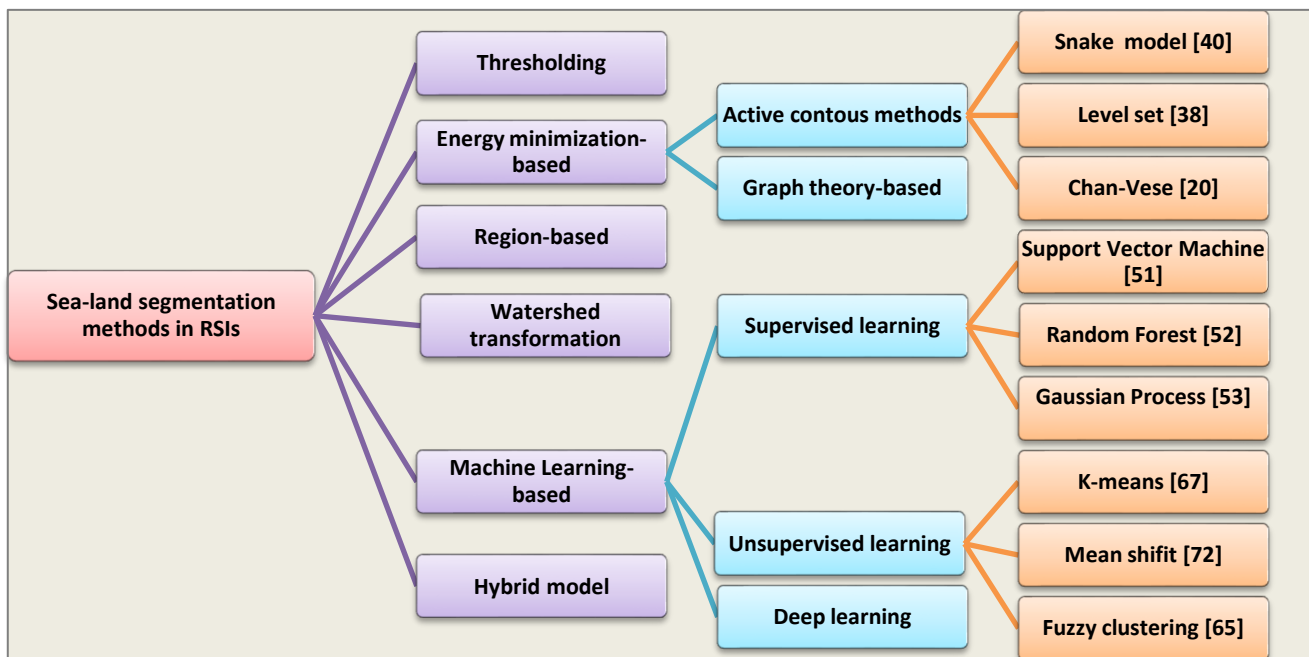 Sea-land segmentation
methods in RSIs
Thresholding
Energy minimization-
based
Region-based
Watershed
transformation
Machine Learning-
based
Hybrid model
Active contous methods
Graph theory-based
Supervised learning
Unsupervised learning
Deep learning
Snake model [40]
Level set [38]
Chan-Vese [20]
Support Vector Machine
[51]
Random Forest [52]
Gaussian Process [53]
K-means [67]
Mean shifit [72]
Fuzzy clustering [65]